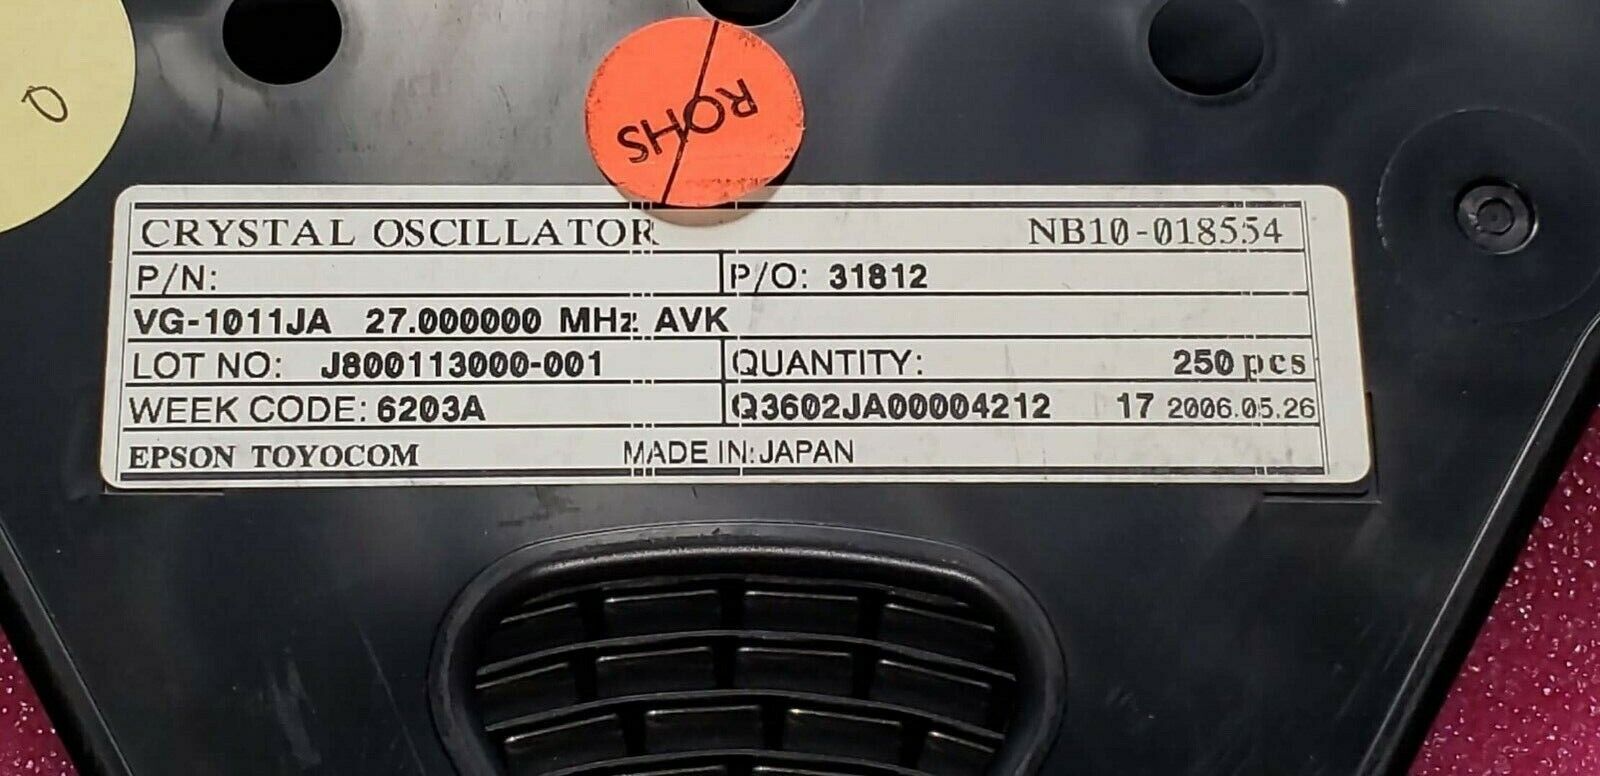 0
ROHS
CRYSTAL OSCILLATOR NB10-018554
P/N: P/O: 31812
VG-1011JA 27.000000 MHz AVK
LOT NO: J800113000-001 QUANTITY: 250 pcs
WEEK CODE: 6203A Q3602JA00004212 17 2006.05.26
EPSON TOYOCOM MADE IN: JAPAN